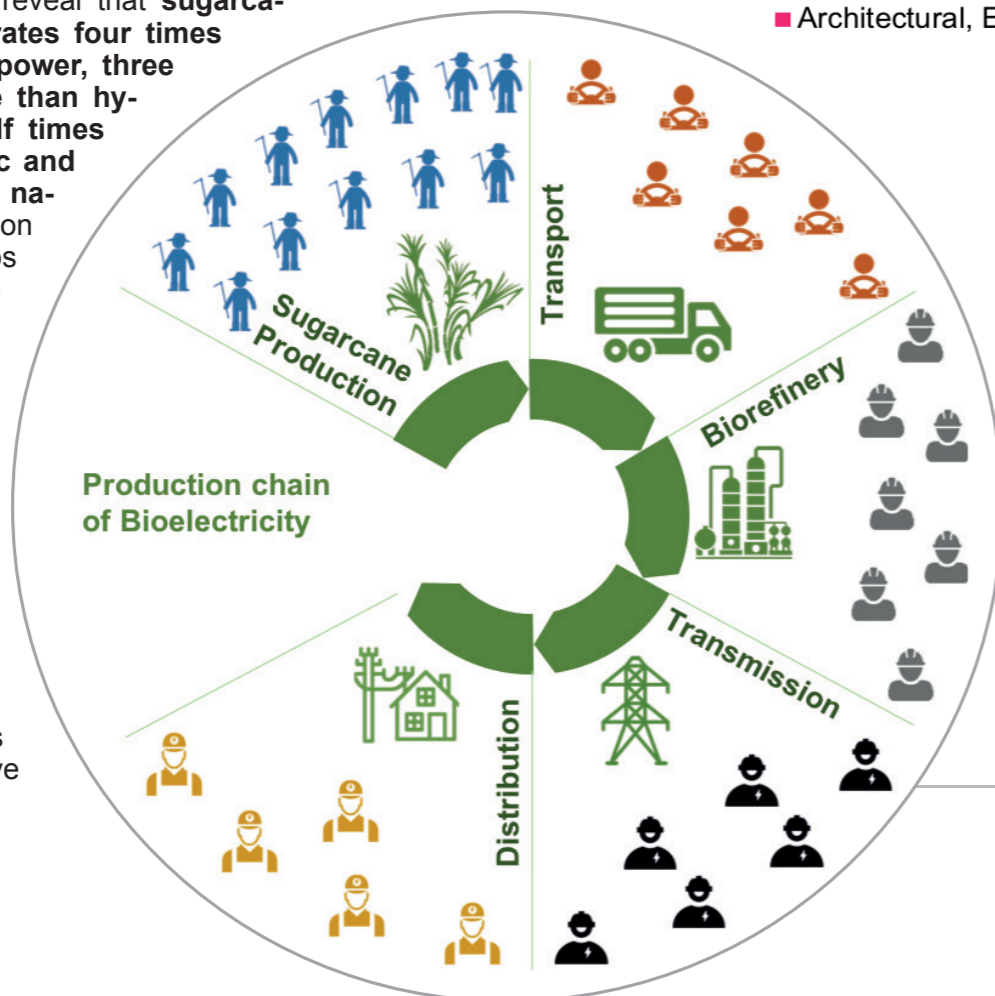 reveal that sugarca-
rates four times
power, three
than hy-
lf times
c and
na-
on
Architectural, E
Sugarcane
Production
Transport
Biorefinery
Production chain
of Bioelectricity
Transmission
Distribution